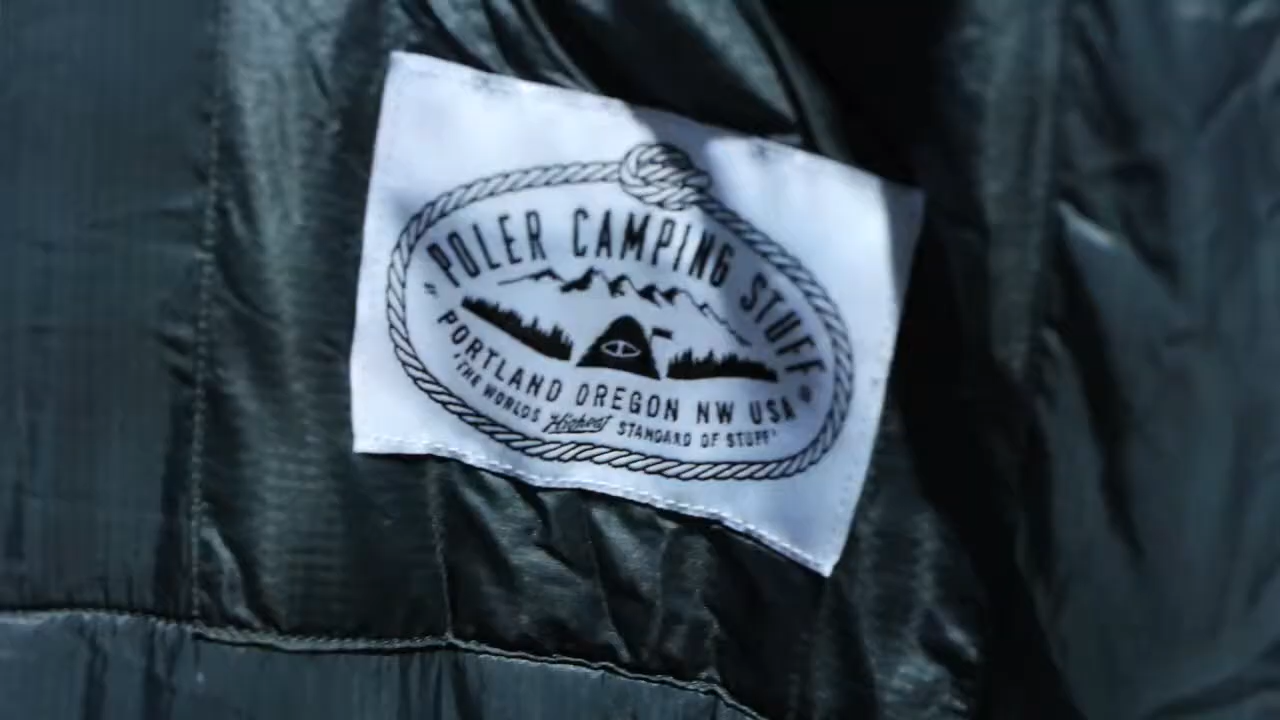 POLER CAMPING STUFF
PORTLAND OREGON NW USA
"THE WORLDS Highest STANDARD OF STUFF"